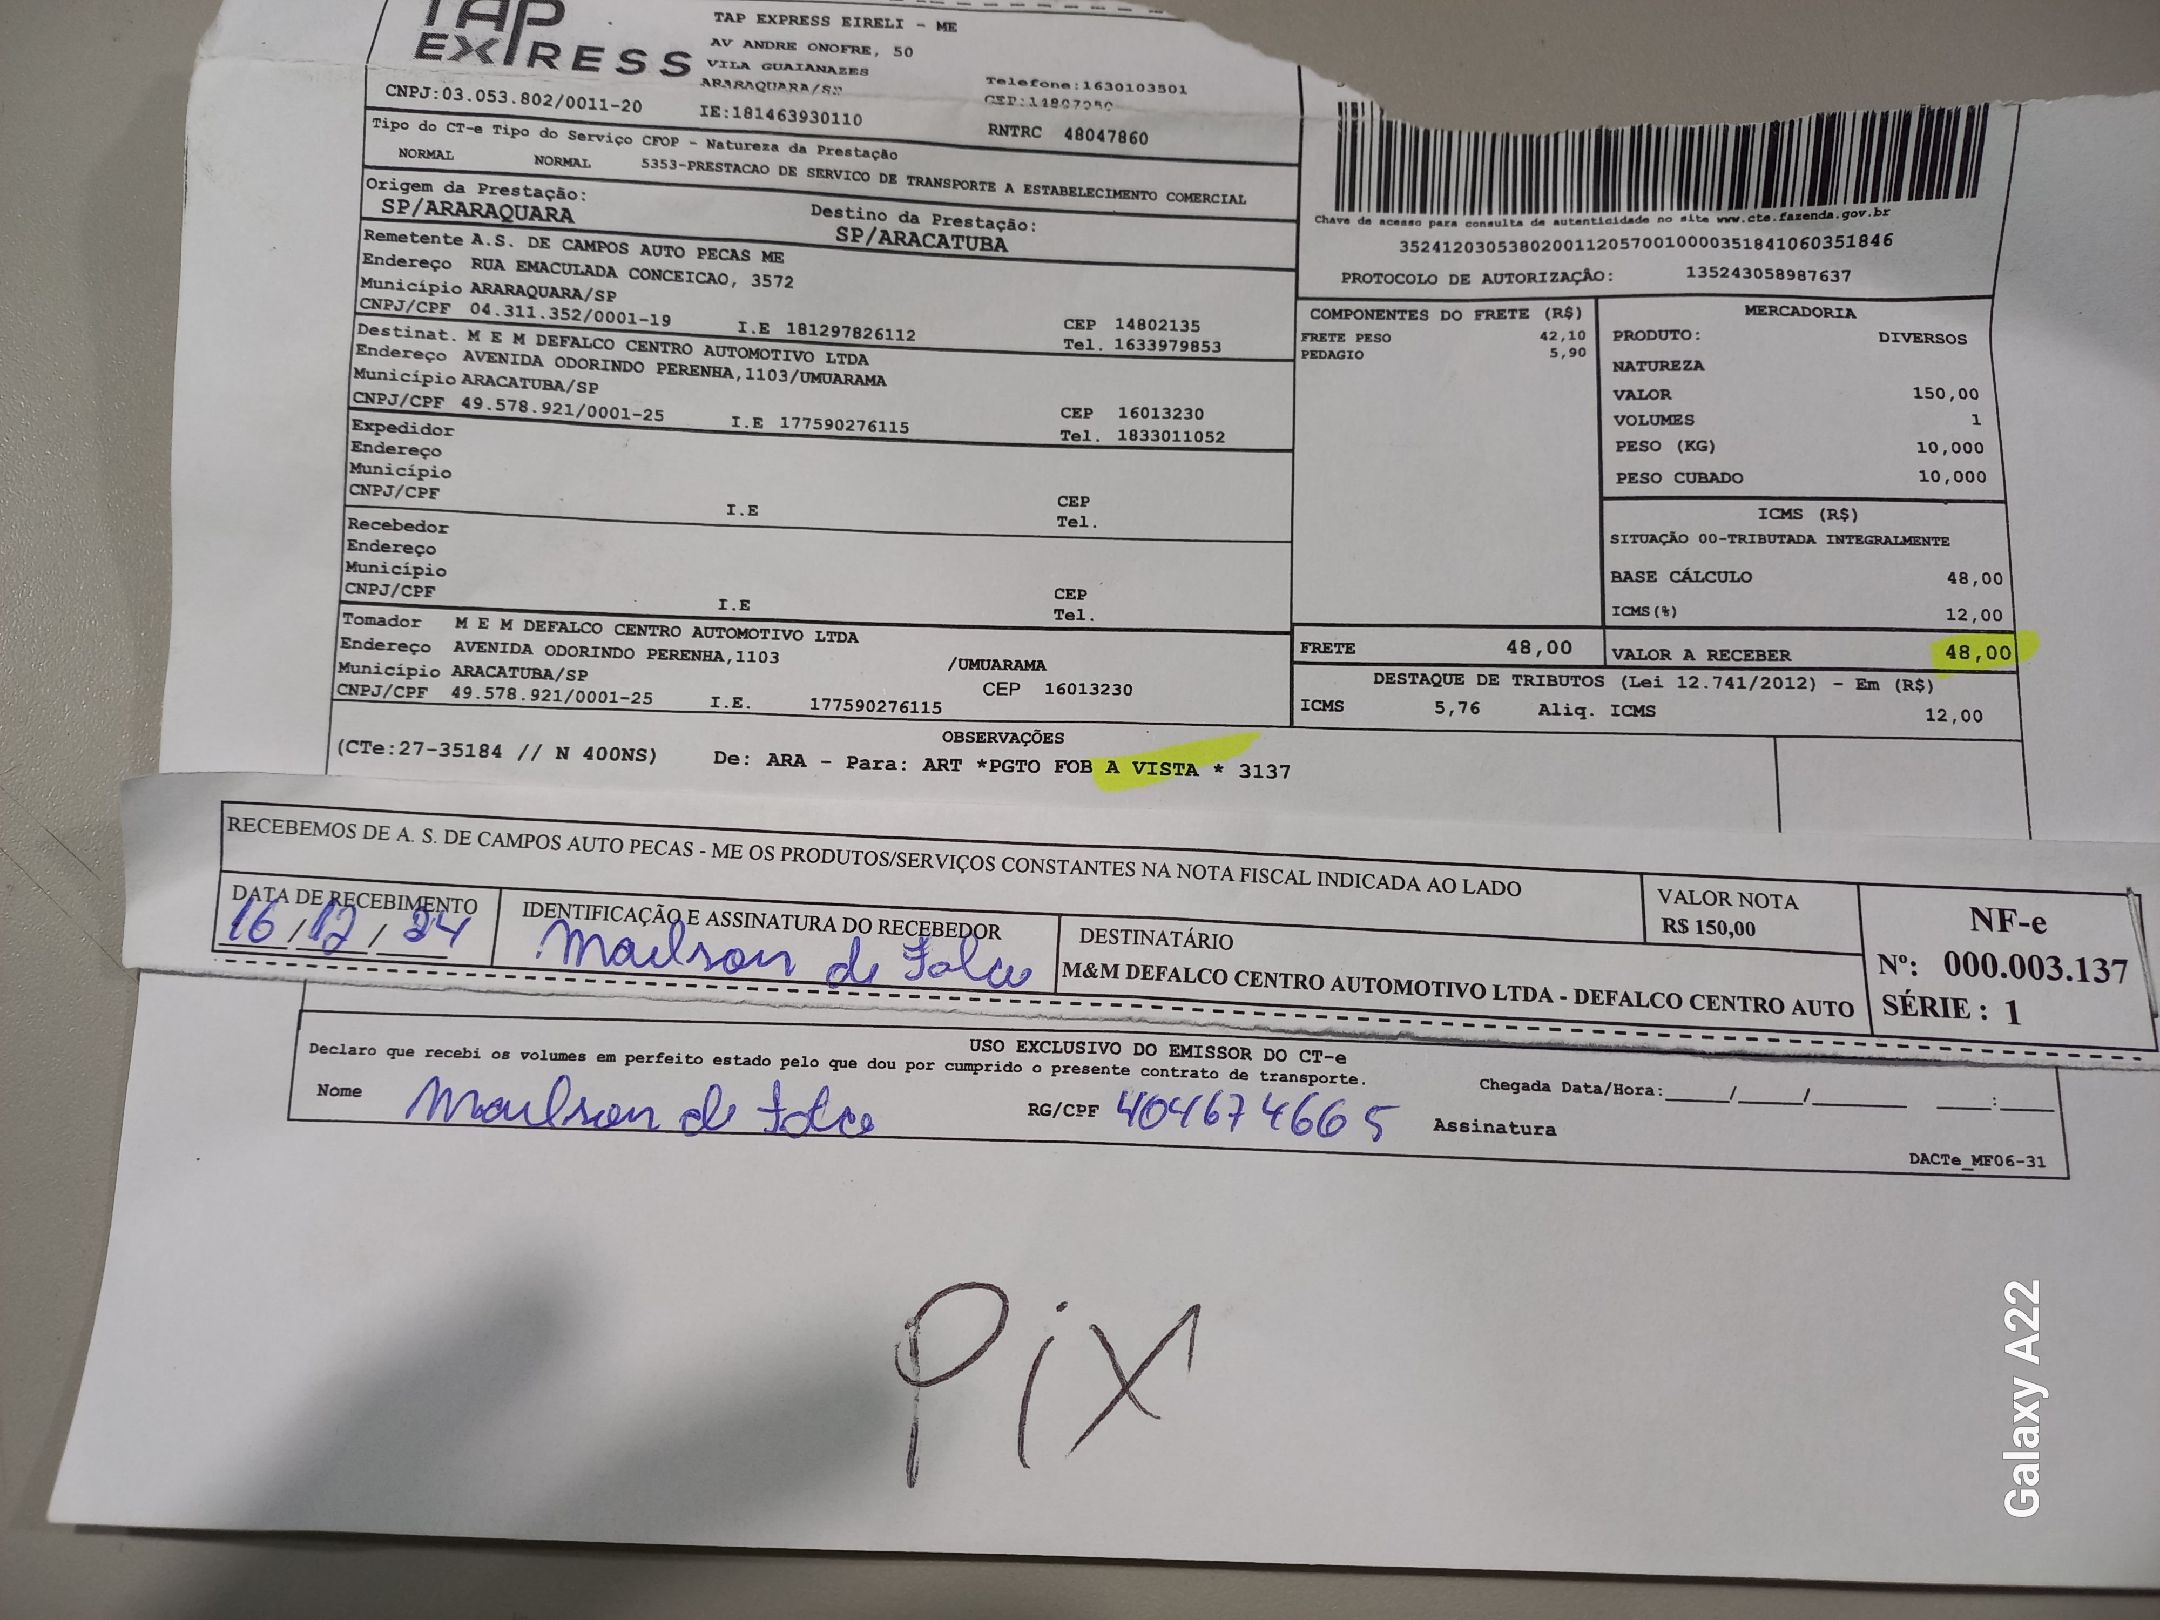 TAP
EXPRESS
TAP EXPRESS EIRELI - ME
AV ANDRE ONOFRE, 50
VILA GUAIANAZES
ARARAQUARA/SP
Telefone:1630103501
CNPJ:03.053.802/0011-20
IE:181463930110
RNTRC 48047860
Tipo do CT-e Tipo do Serviço CFOP - Natureza da Prestação
NORMAL NORMAL 5353-PRESTACAO DE SERVICO DE TRANSPORTE A ESTABELECIMENTO COMERCIAL
Origem da Prestação:
SP/ARARAQUARA
Destino da Prestação:
SP/ARACATUBA
Remetente A.S. DE CAMPOS AUTO PECAS ME
Endereço RUA EMACULADA CONCEICAO, 3572
Município ARARAQUARA/SP
CNPJ/CPF 04.311.352/0001-19 I.E 181297826112
CEP 14802135
Tel. 1633979853
Destinat. M E M DEFALCO CENTRO AUTOMOTIVO LTDA
Endereço AVENIDA ODORINDO PERENHA,1103/UMUARAMA
Município ARACATUBA/SP
CNPJ/CPF 49.578.921/0001-25 I.E 177590276115
CEP 16013230
Tel. 1833011052
Expedidor
Endereço
Município
CNPJ/CPF
I.E
CEP
Tel.
Recebedor
Endereço
Município
CNPJ/CPF
I.E
CEP
Tel.
Tomador M E M DEFALCO CENTRO AUTOMOTIVO LTDA
Endereço AVENIDA ODORINDO PERENHA,1103 /UMUARAMA
Município ARACATUBA/SP CEP 16013230
CNPJ/CPF 49.578.921/0001-25 I.E. 177590276115
Chave de acesso para consulta de autenticidade no site www.cte.fazenda.gov.br
35241203053802001120570010000351841060351846
PROTOCOLO DE AUTORIZAÇÃO: 135243058987637
COMPONENTES DO FRETE (R$)
FRETE PESO 42,10
PEDAGIO 5,90
MERCADORIA
PRODUTO: DIVERSOS
NATUREZA
VALOR 150,00
VOLUMES 1
PESO (KG) 10,000
PESO CUBADO 10,000
ICMS (R$)
SITUAÇÃO 00-TRIBUTADA INTEGRALMENTE
BASE CÁLCULO 48,00
ICMS(%) 12,00
FRETE 48,00
VALOR A RECEBER 48,00
DESTAQUE DE TRIBUTOS (Lei 12.741/2012) - Em (R$)
ICMS 5,76 Aliq. ICMS 12,00
OBSERVAÇÕES
(CTe:27-35184 // N 400NS) De: ARA - Para: ART *PGTO FOB A VISTA * 3137
RECEBEMOS DE A. S. DE CAMPOS AUTO PECAS - ME OS PRODUTOS/SERVIÇOS CONSTANTES NA NOTA FISCAL INDICADA AO LADO
DATA DE RECEBIMENTO
16/12/24
IDENTIFICAÇÃO E ASSINATURA DO RECEBEDOR
Mailson de Falco
DESTINATÁRIO
M&M DEFALCO CENTRO AUTOMOTIVO LTDA - DEFALCO CENTRO AUTO
VALOR NOTA
R$ 150,00
NF-e
Nº: 000.003.137
SÉRIE : 1
USO EXCLUSIVO DO EMISSOR DO CT-e
Declaro que recebi os volumes em perfeito estado pelo que dou por cumprido o presente contrato de transporte.
Nome Mailson de Falco RG/CPF 404674665 Assinatura
Chegada Data/Hora:____/____/______ ___:___
DACTe_MF06-31
Pix
Galaxy A22